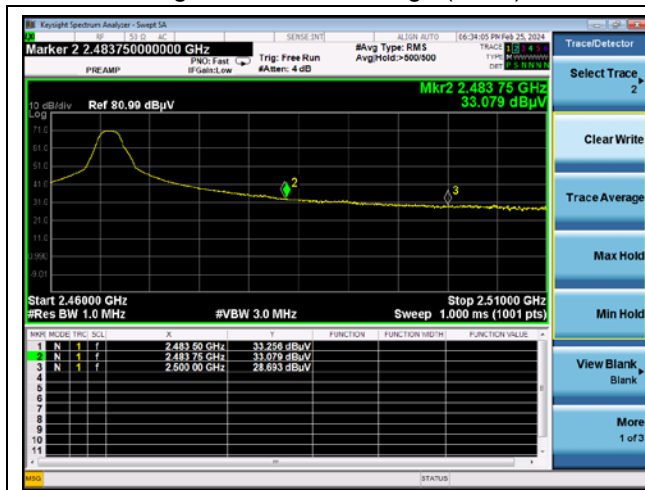 Keysight Spectrum Analyzer - Swept SA
RF 50 Ω AC SENSE:INT ALIGN AUTO 06:34:05 PM Feb 25, 2024
Marker 2 2.483750000000 GHz
PREAMP
PNO: Fast
IFGain:Low
Trig: Free Run
#Atten: 4 dB
#Avg Type: RMS
Avg|Hold:>500/500
TRACE 1 2 3 4 5 6
TYPE M W W W W W
DET P S N N N N
Mkr2 2.483 75 GHz
33.079 dBµV
10 dB/div Ref 80.99 dBµV
Log
71.0
61.0
51.0
41.0
31.0
21.0
11.0
0.990
-9.01
2
3
Start 2.46000 GHz Stop 2.51000 GHz
#Res BW 1.0 MHz #VBW 3.0 MHz Sweep 1.000 ms (1001 pts)
MKR MODE TRC SCL X Y FUNCTION FUNCTION WIDTH FUNCTION VALUE
1 N 1 f 2.483 50 GHz 33.256 dBuV
2 N 1 f 2.483 75 GHz 33.079 dBuV
3 N 1 f 2.500 00 GHz 28.693 dBuV
4
5
6
7
8
9
10
11
MSG STATUS
Trace/Detector
Select Trace
2
Clear Write
Trace Average
Max Hold
Min Hold
View Blank
Blank
More
1 of 3